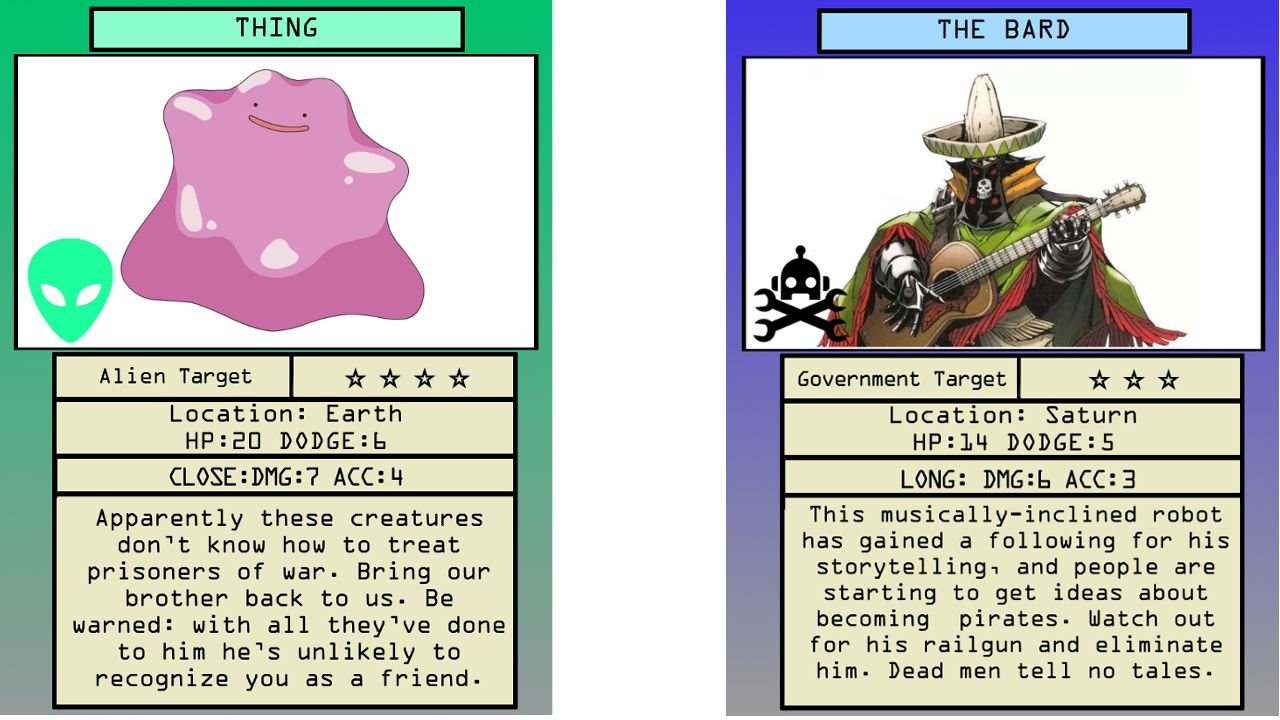 THING
Alien Target
☆ ☆ ☆ ☆
Location: Earth
HP:20 DODGE:6
CLOSE:DMG:7 ACC:4
Apparently these creatures
don't know how to treat
prisoners of war. Bring our
brother back to us. Be
warned: with all they've done
to him he's unlikely to
recognize you as a friend.
THE BARD
Government Target
☆ ☆ ☆
Location: Saturn
HP:14 DODGE:5
LONG: DMG:6 ACC:3
This musically-inclined robot
has gained a following for his
storytelling, and people are
starting to get ideas about
becoming  pirates. Watch out
for his railgun and eliminate
him. Dead men tell no tales.